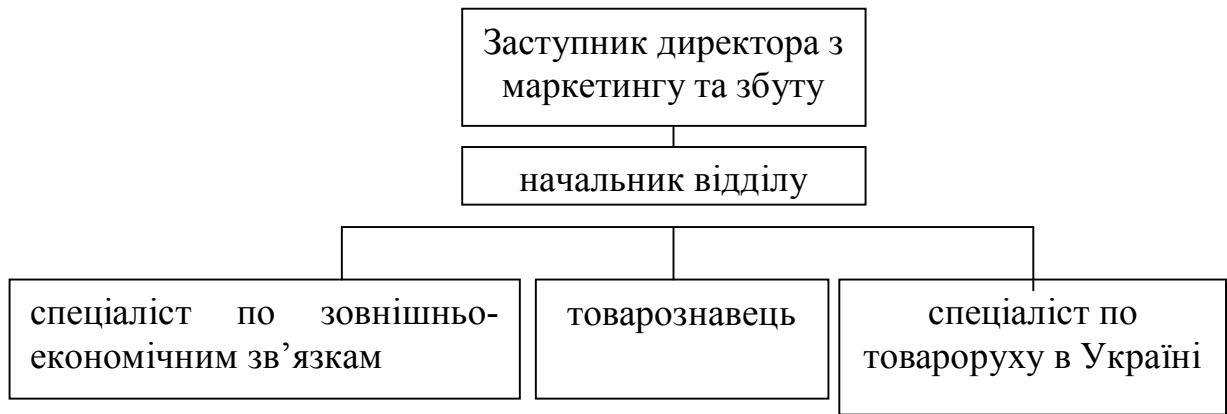 Заступник директора з
маркетингу та збуту
начальник відділу
спеціаліст по зовнішньо-
економічним зв’язкам
товарознавець
спеціаліст по
товароруху в Україні